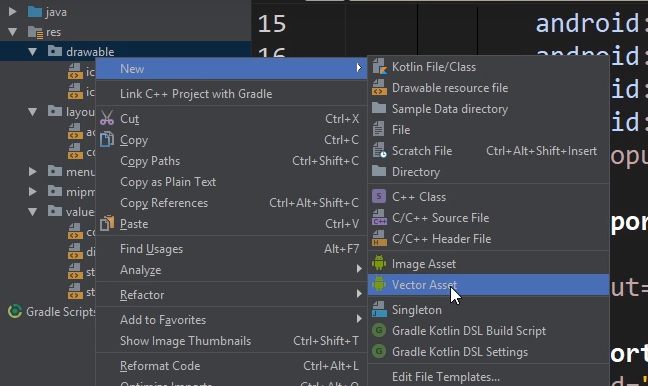 java
res
drawable
ic
ic
layou
ac
co
menu
mipm
values
co
di
st
st
Gradle Scripts
15
android:
16
android:
New
Link C++ Project with Gradle
Cut Ctrl+X
Copy Ctrl+C
Copy Paths Ctrl+Shift+C
Copy as Plain Text
Copy References Ctrl+Alt+Shift+C
Paste Ctrl+V
Find Usages Alt+F7
Analyze
Refactor
Add to Favorites
Show Image Thumbnails Ctrl+Shift+T
Reformat Code Ctrl+Alt+L
Optimize Imports Ctrl+Alt+O
Kotlin File/Class
Drawable resource file
Sample Data directory
File
Scratch File Ctrl+Alt+Shift+Insert
Directory
C++ Class
C/C++ Source File
C/C++ Header File
Image Asset
Vector Asset
Singleton
Gradle Kotlin DSL Build Script
Gradle Kotlin DSL Settings
Edit File Templates...
id:
id:
opu
por
ut=
ort
d="